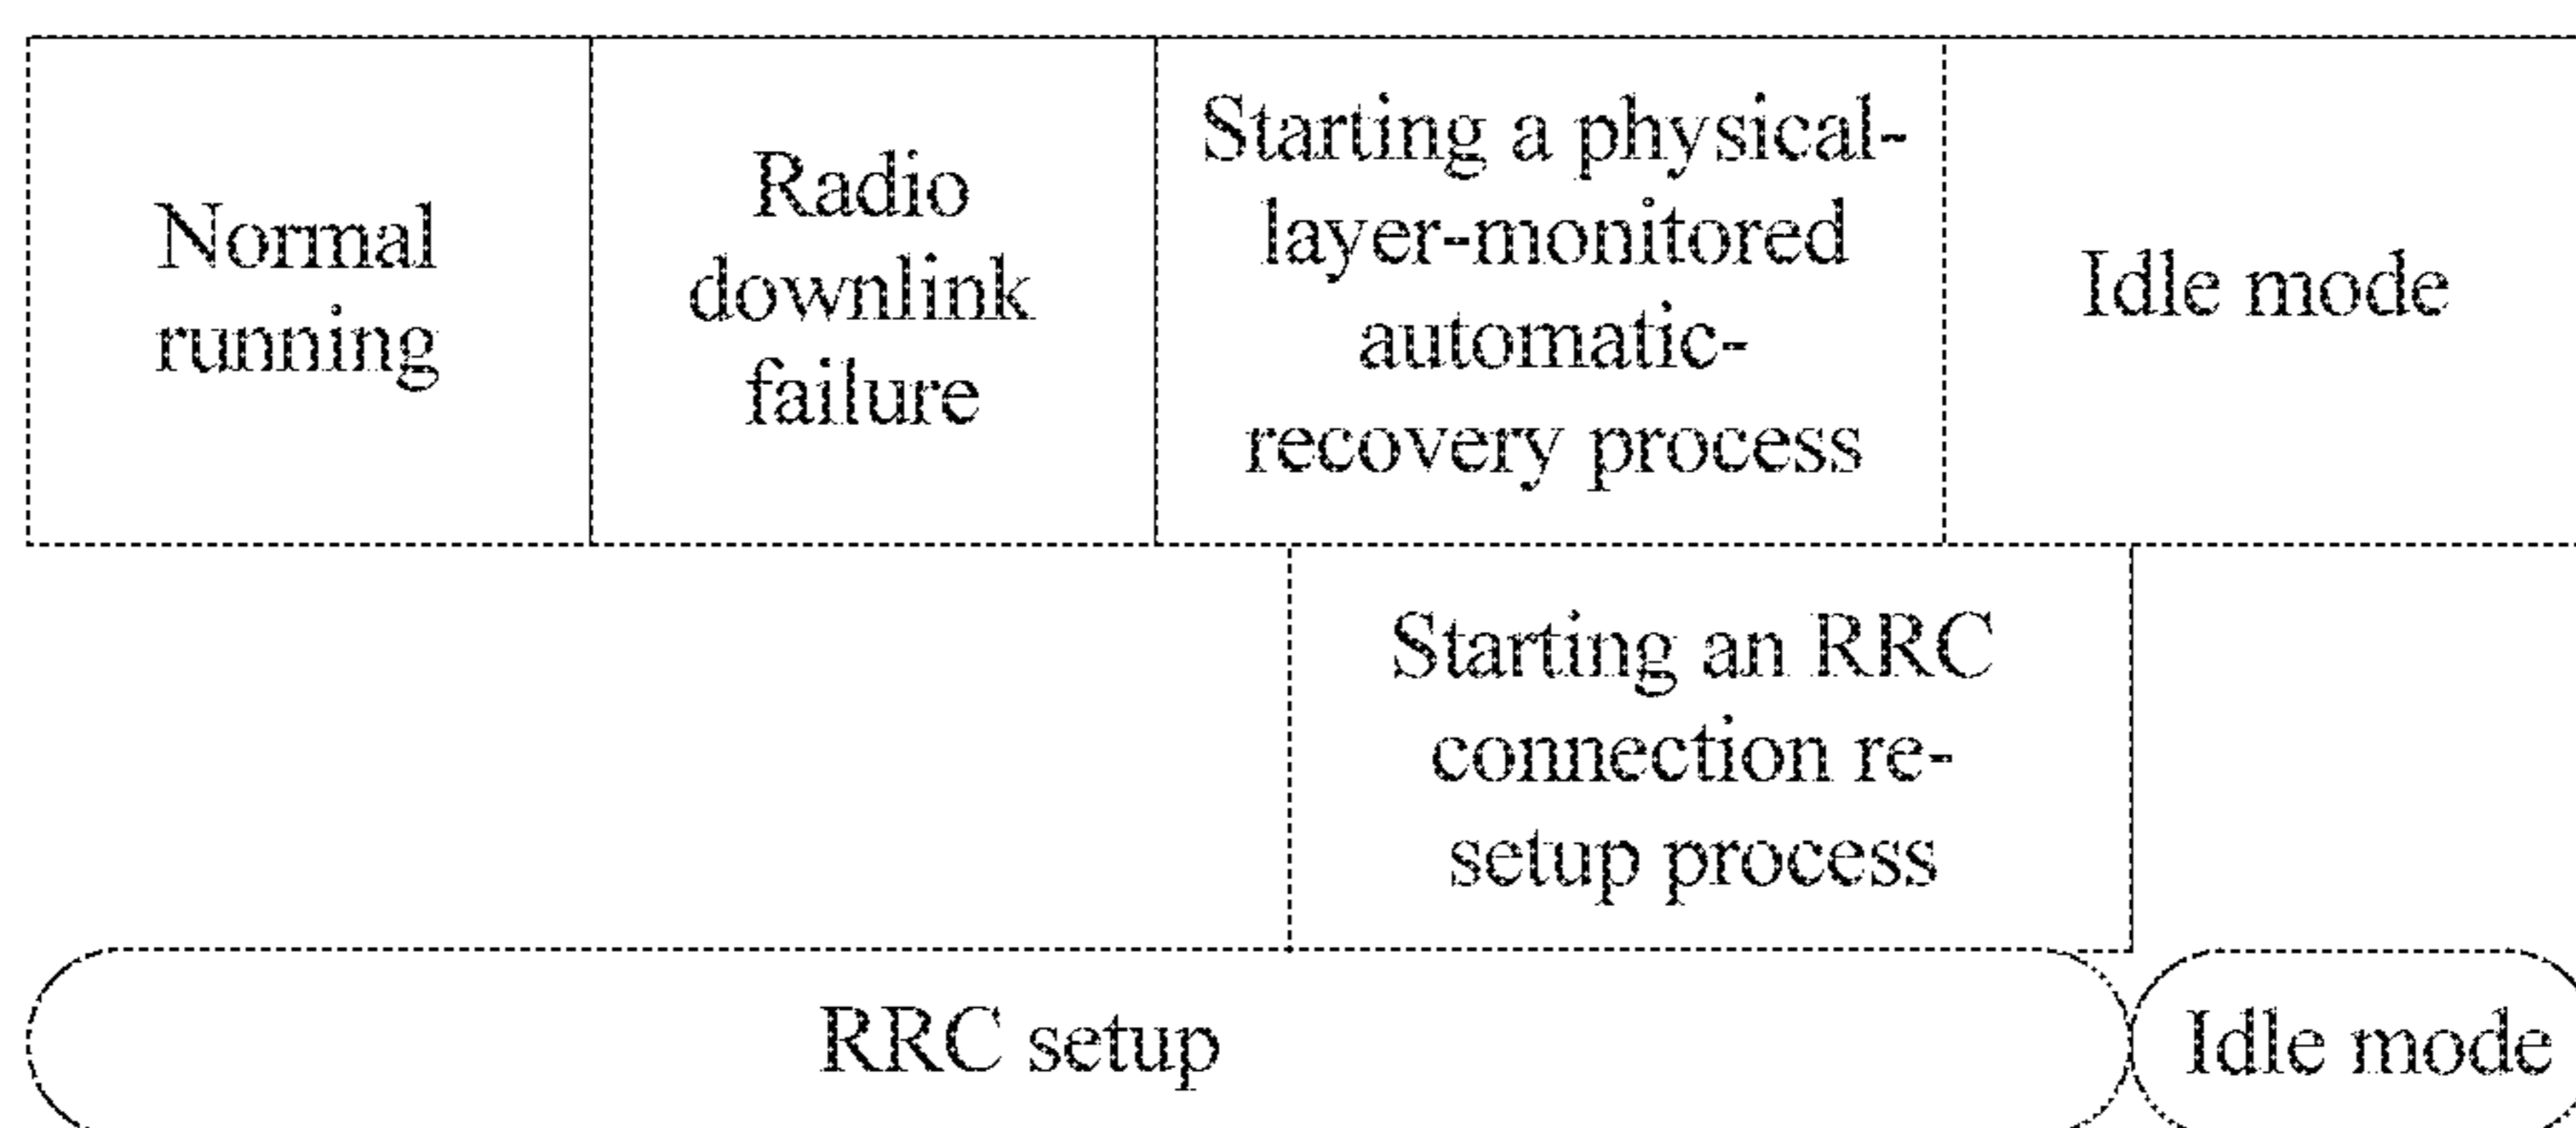 Normal
running
Radio
downlink
failure
Starting a physical-
layer-monitored
automatic-
recovery process
Idle mode
Starting an RRC
connection re-
setup process
RRC setup
Idle mode